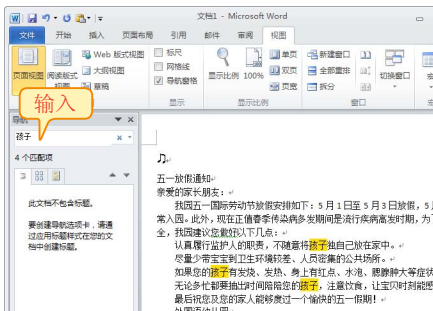 文档1 - Microsoft Word
文件 开始 插入 页面布局 引用 邮件 审阅 视图
页面视图 阅读版式视图
Web 版式视图
大纲视图
草稿
标尺
网格线
导航窗格
显示
显示比例 100%
单页
双页
页宽
显示比例
新建窗口
全部重排
拆分
切换窗口
窗口
输入
导航
孩子
4 个匹配项
此文档不包含标题。
要创建导航选项卡，请通
过应用标题样式在您的文
档中创建标题。
五一放假通知
亲爱的家长朋友：
我园五一国际劳动节放假安排如下：5 月 1 日至 5 月 3 日放假，5
常入园。此外，现在正值春季传染病多发期间是流行疾病高发时期，为
全，我园建议您做好以下几点：
认真履行监护人的职责，不随意将孩子独自己放在家中。
尽量少带宝宝到卫生环境较差、人员密集的公共场所。
如果您的孩子有发烧、发热、身上有红点、水泡、腮腺肿大等症状
无论多忙都要抽出时间陪陪您的孩子，注意饮食，让宝贝时刻能感
最后祝您及您的家人能够度过一个愉快的五一假期！